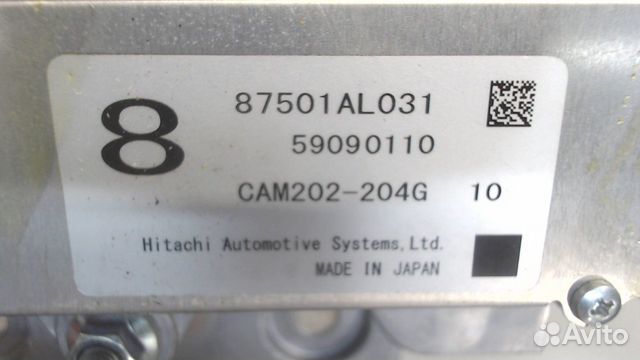 8
87501AL031
59090110
CAM202-204G 10
Hitachi Automotive Systems,Ltd.
MADE IN JAPAN
Avito